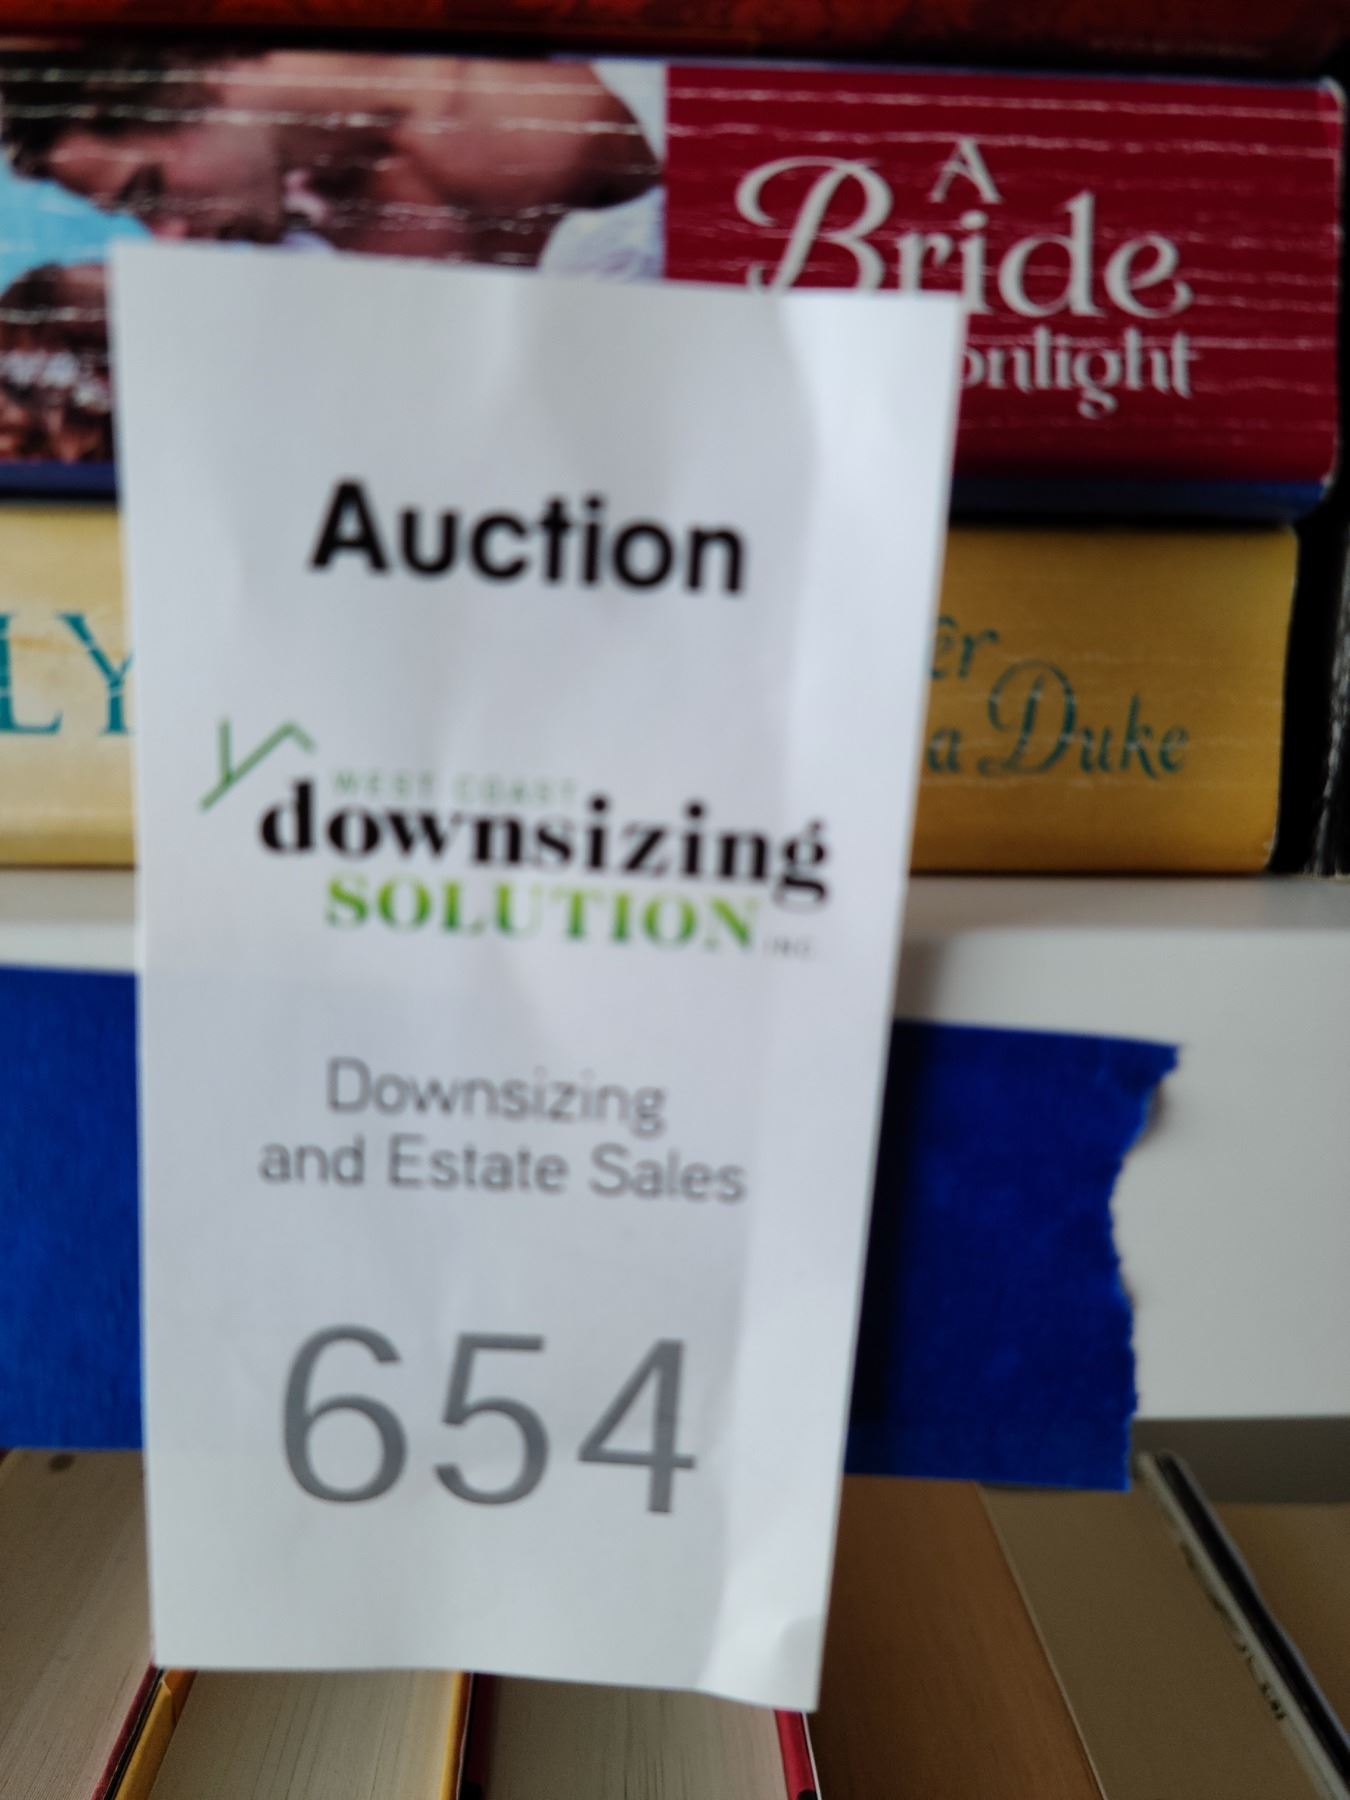 A
Bride
onlight
LY
er
a Duke
Auction
WEST COAST
downsizing
SOLUTION INC.
Downsizing
and Estate Sales
654